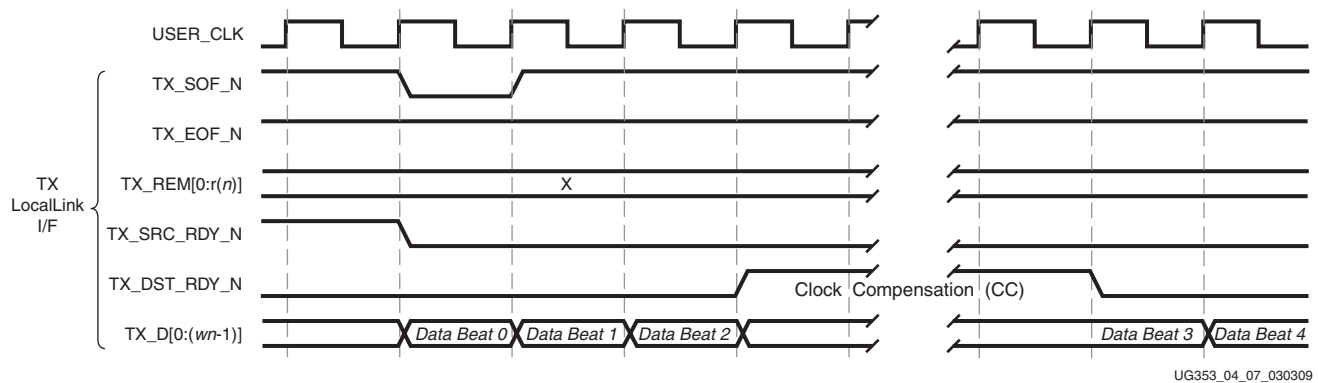 USER_CLK
TX_SOF_N
TX_EOF_N
TX
LocalLink
I/F
TX_REM[0:r(n)]
X
TX_SRC_RDY_N
TX_DST_RDY_N
Clock Compensation (CC)
TX_D[0:(wn-1)]
Data Beat 0
Data Beat 1
Data Beat 2
Data Beat 3
Data Beat 4
UG353_04_07_030309